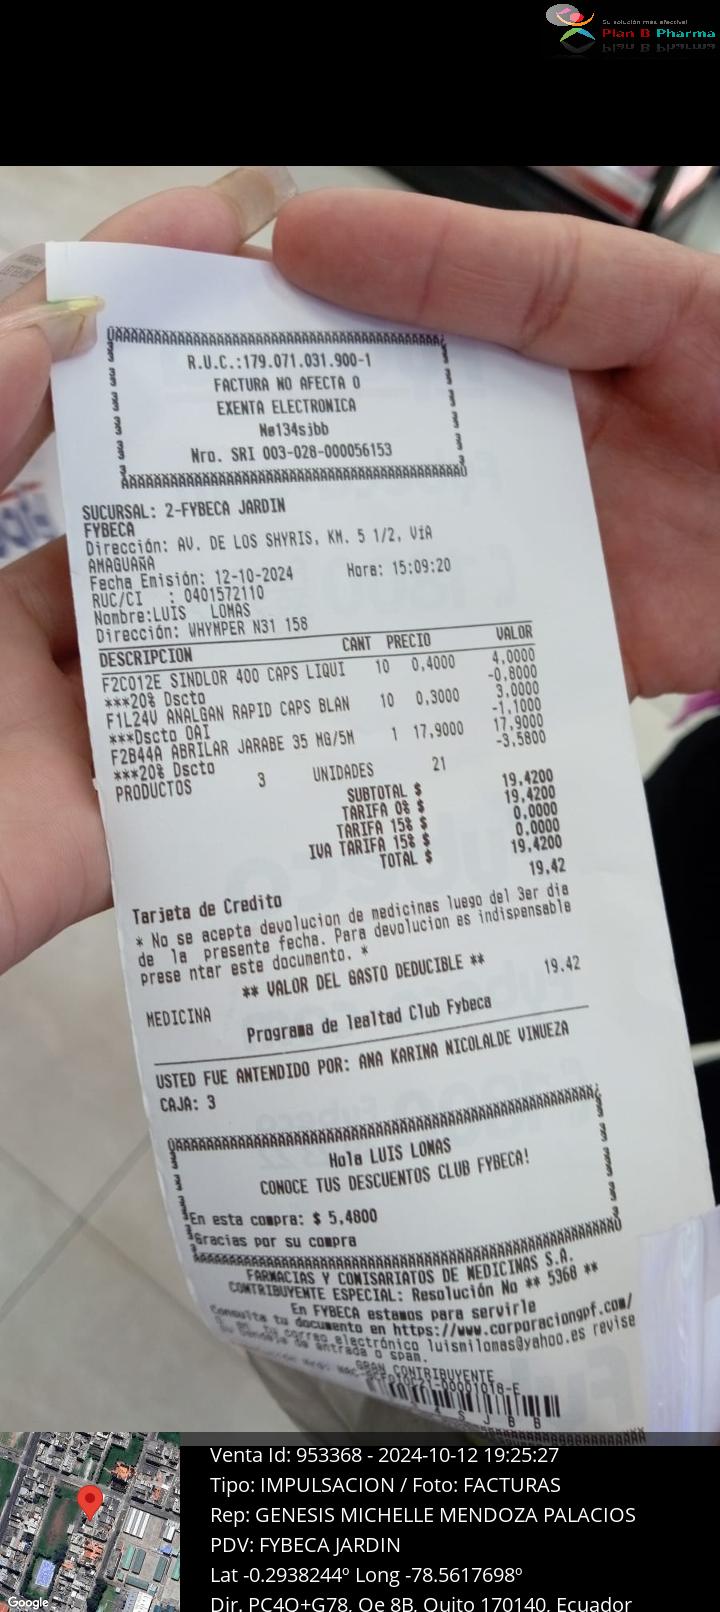 Su solución más efectiva!
Plan B Pharma
R.U.C.:179.071.031.900-1
FACTURA NO AFECTA O
EXENTA ELECTRONICA
Nø134sjbb
Nro. SRI 003-028-000056153
SUCURSAL: 2-FYBECA JARDIN
FYBECA
Dirección: AV. DE LOS SHYRIS, KM. 5 1/2, VíA
AMAGUAÑA
Fecha Emisión: 12-10-2024 Hora: 15:09:20
RUC/CI : 0401572110
Nombre:LUIS LOMAS
Dirección: WHYMPER N31 158
DESCRIPCION CANT PRECIO VALOR
F2C012E SINDLOR 400 CAPS LIQUI 10 0,4000 4,0000
***20% Dscto -0,8000
F1L24V ANALGAN RAPID CAPS BLAN 10 0,3000 3,0000
***Dscto OAI -1,1000
F2B44A ABRILAR JARABE 35 MG/5M 1 17,9000 17,9000
***20% Dscto -3,5800
PRODUCTOS 3 UNIDADES 21
SUBTOTAL $ 19,4200
TARIFA 0% $ 19,4200
TARIFA 15% $ 0,0000
IVA TARIFA 15% $ 0,0000
TOTAL $ 19,4200
19,42
Tarjeta de Credito
* No se acepta devolucion de medicinas luego del 3er dia
de la presente fecha. Para devolucion es indispensable
prese ntar este documento. *
** VALOR DEL GASTO DEDUCIBLE **
MEDICINA 19.42
Programa de lealtad Club Fybeca
USTED FUE ANTENDIDO POR: ANA KARINA NICOLALDE VINUEZA
CAJA: 3
Hola LUIS LOMAS
CONOCE TUS DESCUENTOS CLUB FYBECA!
En esta compra: $ 5,4800
Gracias por su compra
FARMACIAS Y COMISARIATOS DE MEDICINAS S.A.
CONTRIBUYENTE ESPECIAL: Resolución No ** 5368 **
En FYBECA estamos para servirle
Consulta tu documento en https://www.corporaciongpf.com/
correo electrónico luismilomas@yahoo.es revise
bandeja de entrada o spam.
GRAN CONTRIBUYENTE
S J B B
Venta Id: 953368 - 2024-10-12 19:25:27
Tipo: IMPULSACION / Foto: FACTURAS
Rep: GENESIS MICHELLE MENDOZA PALACIOS
PDV: FYBECA JARDIN
Lat -0.2938244º Long -78.5617698º
Dir. PC4Q+G78, Oe 8B, Quito 170140, Ecuador
Google